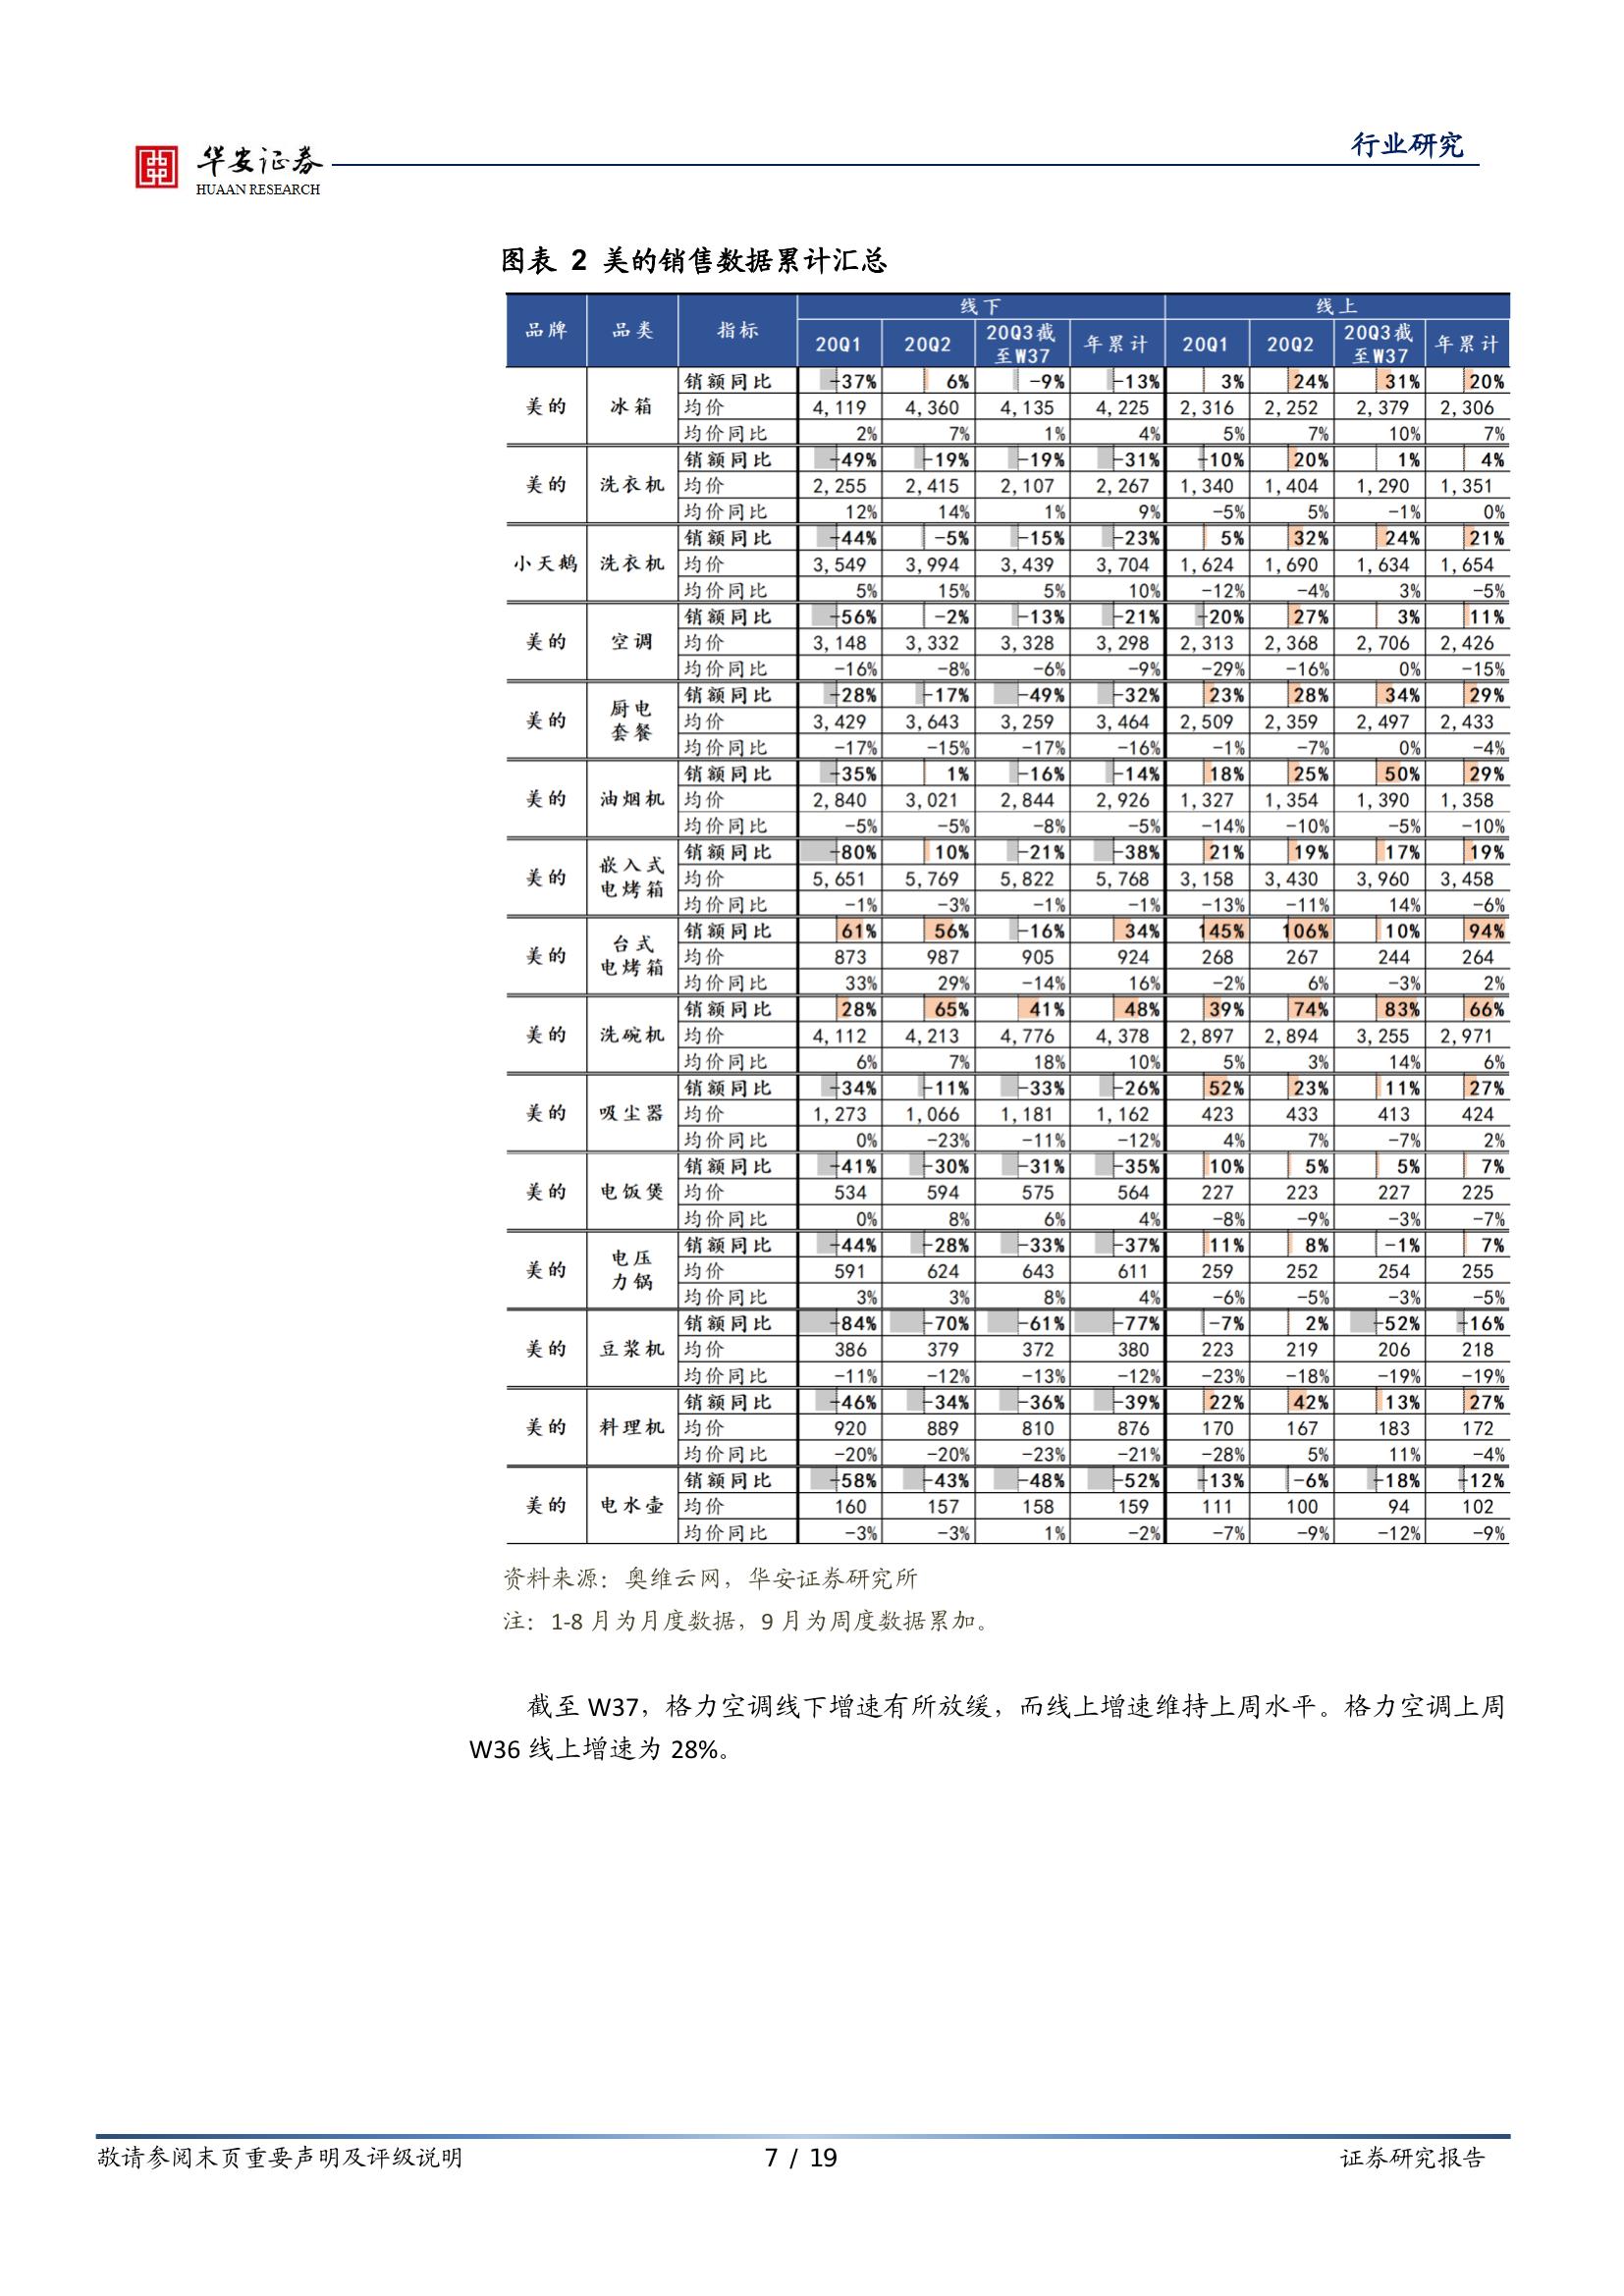 华安证券
HUAAN RESEARCH
行业研究
图表 2 美的销售数据累计汇总
品牌 品类 指标 线下 线上
20Q1 20Q2 20Q3截至W37 年累计 20Q1 20Q2 20Q3截至W37 年累计
美的 冰箱 销额同比 -37% 6% -9% -13% 3% 24% 31% 20%
均价 4,119 4,360 4,135 4,225 2,316 2,252 2,379 2,306
均价同比 2% 7% 1% 4% 5% 7% 10% 7%
美的 洗衣机 销额同比 -49% -19% -19% -31% -10% 20% 1% 4%
均价 2,255 2,415 2,107 2,267 1,340 1,404 1,290 1,351
均价同比 12% 14% 1% 9% -5% 5% -1% 0%
小天鹅 洗衣机 销额同比 -44% -5% -15% -23% 5% 32% 24% 21%
均价 3,549 3,994 3,439 3,704 1,624 1,690 1,634 1,654
均价同比 5% 15% 5% 10% -12% -4% 3% -5%
美的 空调 销额同比 -56% -2% -13% -21% -20% 27% 3% 11%
均价 3,148 3,332 3,328 3,298 2,313 2,368 2,706 2,426
均价同比 -16% -8% -6% -9% -29% -16% 0% -15%
美的 厨电套餐 销额同比 -28% -17% -49% -32% 23% 28% 34% 29%
均价 3,429 3,643 3,259 3,464 2,509 2,359 2,497 2,433
均价同比 -17% -15% -17% -16% -1% -7% 0% -4%
美的 油烟机 销额同比 -35% 1% -16% -14% 18% 25% 50% 29%
均价 2,840 3,021 2,844 2,926 1,327 1,354 1,390 1,358
均价同比 -5% -5% -8% -5% -14% -10% -5% -10%
美的 嵌入式电烤箱 销额同比 -80% 10% -21% -38% 21% 19% 17% 19%
均价 5,651 5,769 5,822 5,768 3,158 3,430 3,960 3,458
均价同比 -1% -3% -1% -1% -13% -11% 14% -6%
美的 台式电烤箱 销额同比 61% 56% -16% 34% 145% 106% 10% 94%
均价 873 987 905 924 268 267 244 264
均价同比 33% 29% -14% 16% -2% 6% -3% 2%
美的 洗碗机 销额同比 28% 65% 41% 48% 39% 74% 83% 66%
均价 4,112 4,213 4,776 4,378 2,897 2,894 3,255 2,971
均价同比 6% 7% 18% 10% 5% 3% 14% 6%
美的 吸尘器 销额同比 -34% -11% -33% -26% 52% 23% 11% 27%
均价 1,273 1,066 1,181 1,162 423 433 413 424
均价同比 0% -23% -11% -12% 4% 7% -7% 2%
美的 电饭煲 销额同比 -41% -30% -31% -35% 10% 5% 5% 7%
均价 534 594 575 564 227 223 227 225
均价同比 0% 8% 6% 4% -8% -9% -3% -7%
美的 电压力锅 销额同比 -44% -28% -33% -37% 11% 8% -1% 7%
均价 591 624 643 611 259 252 254 255
均价同比 3% 3% 8% 4% -6% -5% -3% -5%
美的 豆浆机 销额同比 -84% -70% -61% -77% -7% 2% -52% -16%
均价 386 379 372 380 223 219 206 218
均价同比 -11% -12% -13% -12% -23% -18% -19% -19%
美的 料理机 销额同比 -46% -34% -36% -39% 22% 42% 13% 27%
均价 920 889 810 876 170 167 183 172
均价同比 -20% -20% -23% -21% -28% 5% 11% -4%
美的 电水壶 销额同比 -58% -43% -48% -52% -13% -6% -18% -12%
均价 160 157 158 159 111 100 94 102
均价同比 -3% -3% 1% -2% -7% -9% -12% -9%
资料来源：奥维云网，华安证券研究所
注：1-8 月为月度数据，9 月为周度数据累加。
截至 W37，格力空调线下增速有所放缓，而线上增速维持上周水平。格力空调上周
W36 线上增速为 28%。
敬请参阅末页重要声明及评级说明 7 / 19 证券研究报告